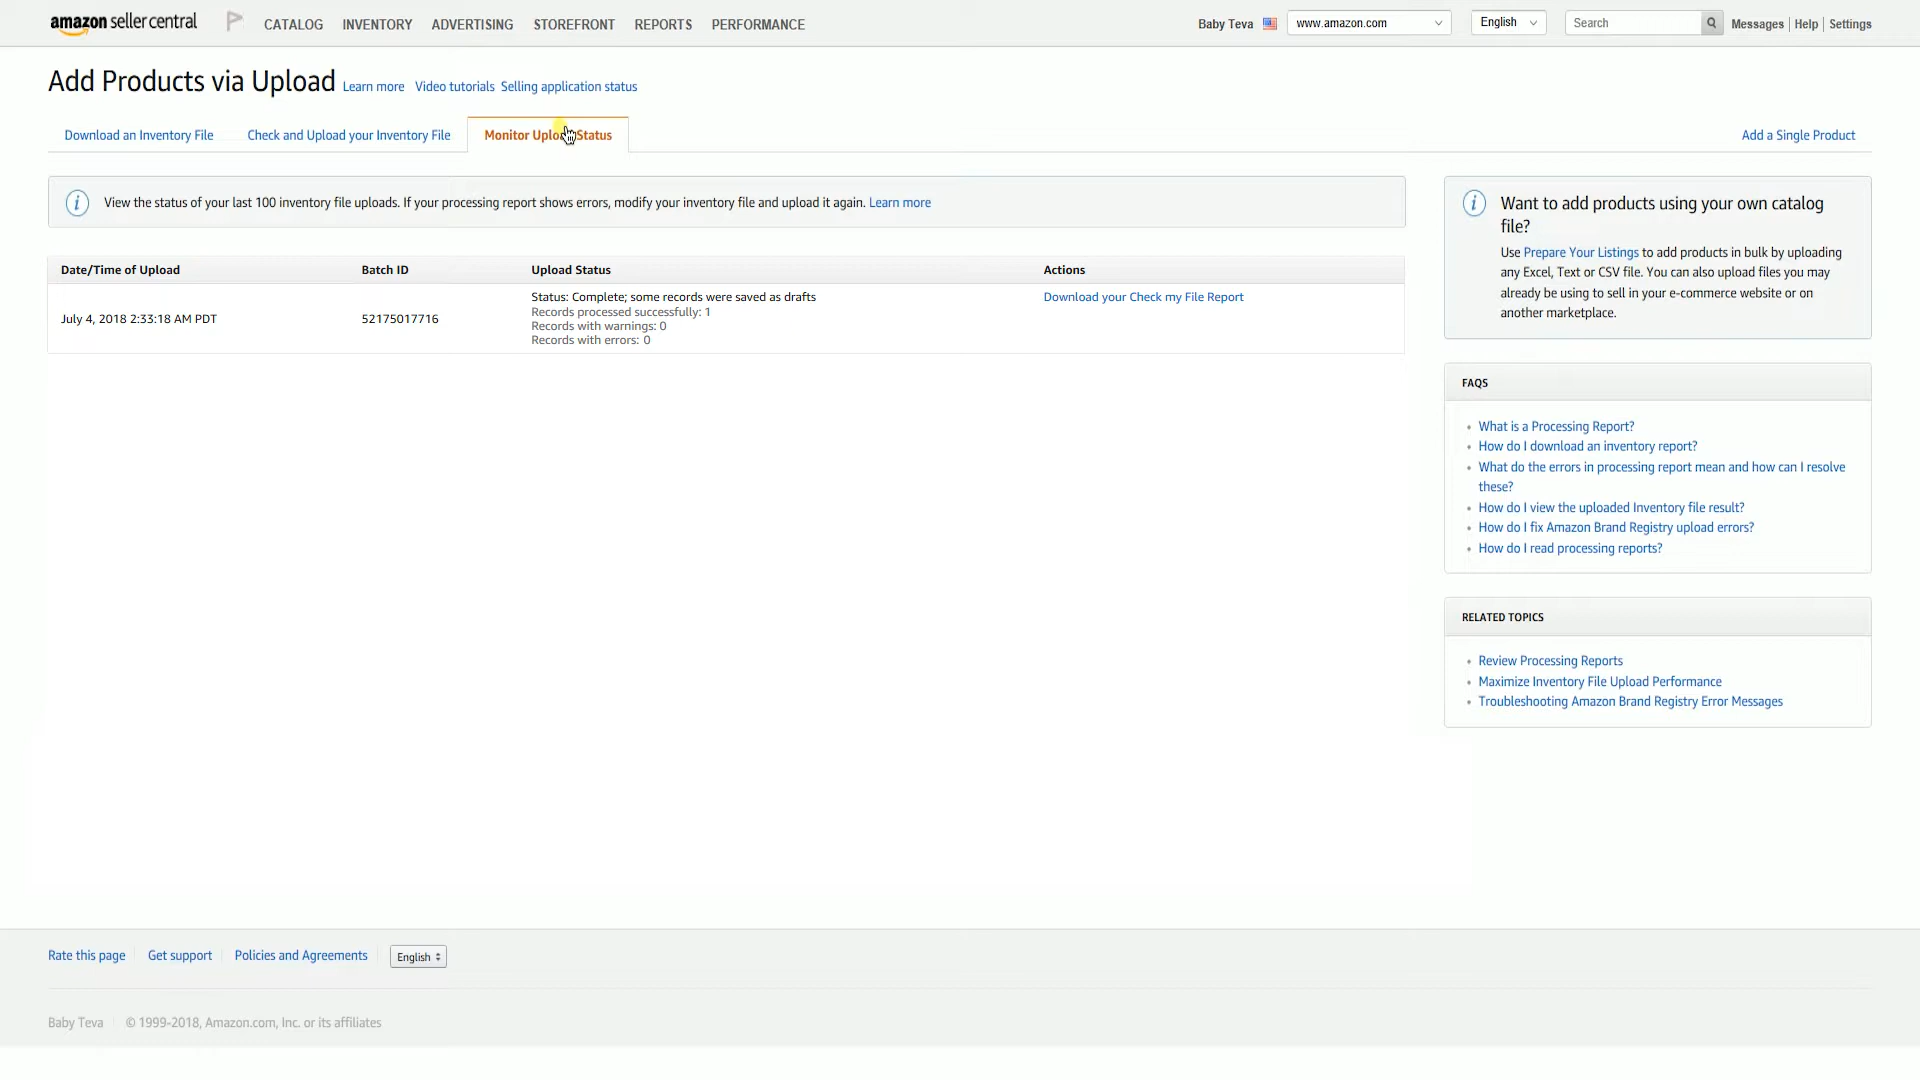 amazon seller central
CATALOG INVENTORY ADVERTISING STOREFRONT REPORTS PERFORMANCE
Baby Teva www.amazon.com English Search Messages | Help | Settings
Add Products via Upload Learn more Video tutorials Selling application status
Download an Inventory File Check and Upload your Inventory File Monitor Upload Status Add a Single Product
View the status of your last 100 inventory file uploads. If your processing report shows errors, modify your inventory file and upload it again. Learn more
Date/Time of Upload Batch ID Upload Status Actions
July 4, 2018 2:33:18 AM PDT 52175017716
Status: Complete; some records were saved as drafts
Records processed successfully: 1
Records with warnings: 0
Records with errors: 0
Download your Check my File Report
Want to add products using your own catalog
file?
Use Prepare Your Listings to add products in bulk by uploading
any Excel, Text or CSV file. You can also upload files you may
already be using to sell in your e-commerce website or on
another marketplace.
FAQS
• What is a Processing Report?
• How do I download an inventory report?
• What do the errors in processing report mean and how can I resolve
these?
• How do I view the uploaded Inventory file result?
• How do I fix Amazon Brand Registry upload errors?
• How do I read processing reports?
RELATED TOPICS
• Review Processing Reports
• Maximize Inventory File Upload Performance
• Troubleshooting Amazon Brand Registry Error Messages
Rate this page Get support Policies and Agreements English
Baby Teva © 1999-2018, Amazon.com, Inc. or its affiliates